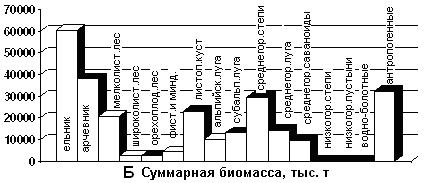 70000
60000
50000
40000
30000
20000
10000
0
ельник
арчевник
мелколист.лес
широколист.лес
орехоплод.лес
фист.и минд.
листоп.куст
альпийск.луга
субальп.луга
среднегор.степи
среднегор.луга
среднегор.саваноиды
низкогор.степи
низкогор.пустыни
водно-болотные
антропогенные
Б Суммарная биомасса, тыс. т